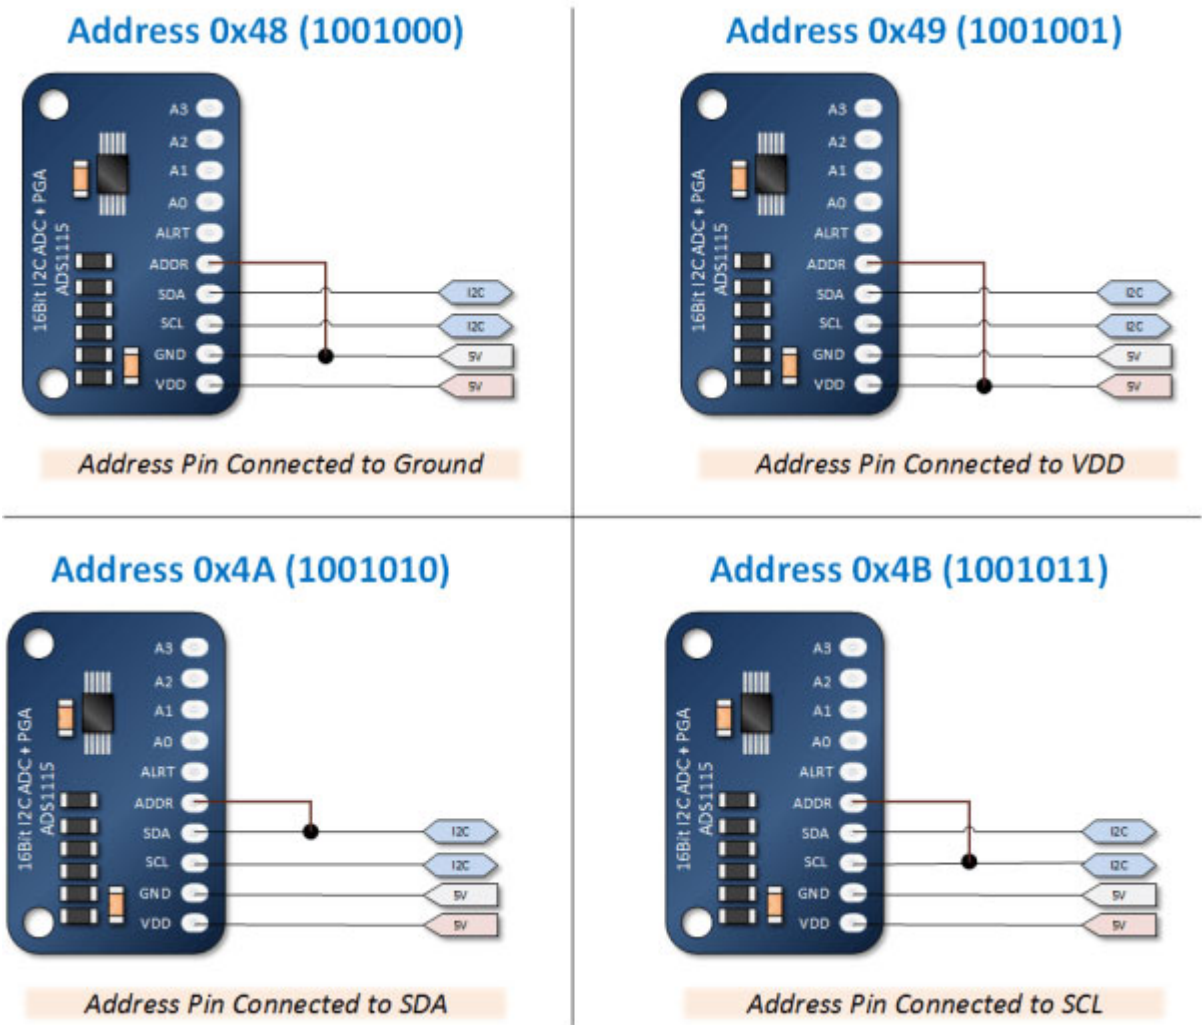 Address 0x48 (1001000)
A3
A2
A1
A0
ALRT
ADDR
SDA
SCL
GND
VDD
16Bit I2C ADC + PGA
ADS1115
I2C
I2C
5V
5V
Address Pin Connected to Ground
Address 0x49 (1001001)
A3
A2
A1
A0
ALRT
ADDR
SDA
SCL
GND
VDD
16Bit I2C ADC + PGA
ADS1115
I2C
I2C
5V
5V
Address Pin Connected to VDD
Address 0x4A (1001010)
A3
A2
A1
A0
ALRT
ADDR
SDA
SCL
GND
VDD
16Bit I2C ADC + PGA
ADS1115
I2C
I2C
5V
5V
Address Pin Connected to SDA
Address 0x4B (1001011)
A3
A2
A1
A0
ALRT
ADDR
SDA
SCL
GND
VDD
16Bit I2C ADC + PGA
ADS1115
I2C
I2C
5V
5V
Address Pin Connected to SCL